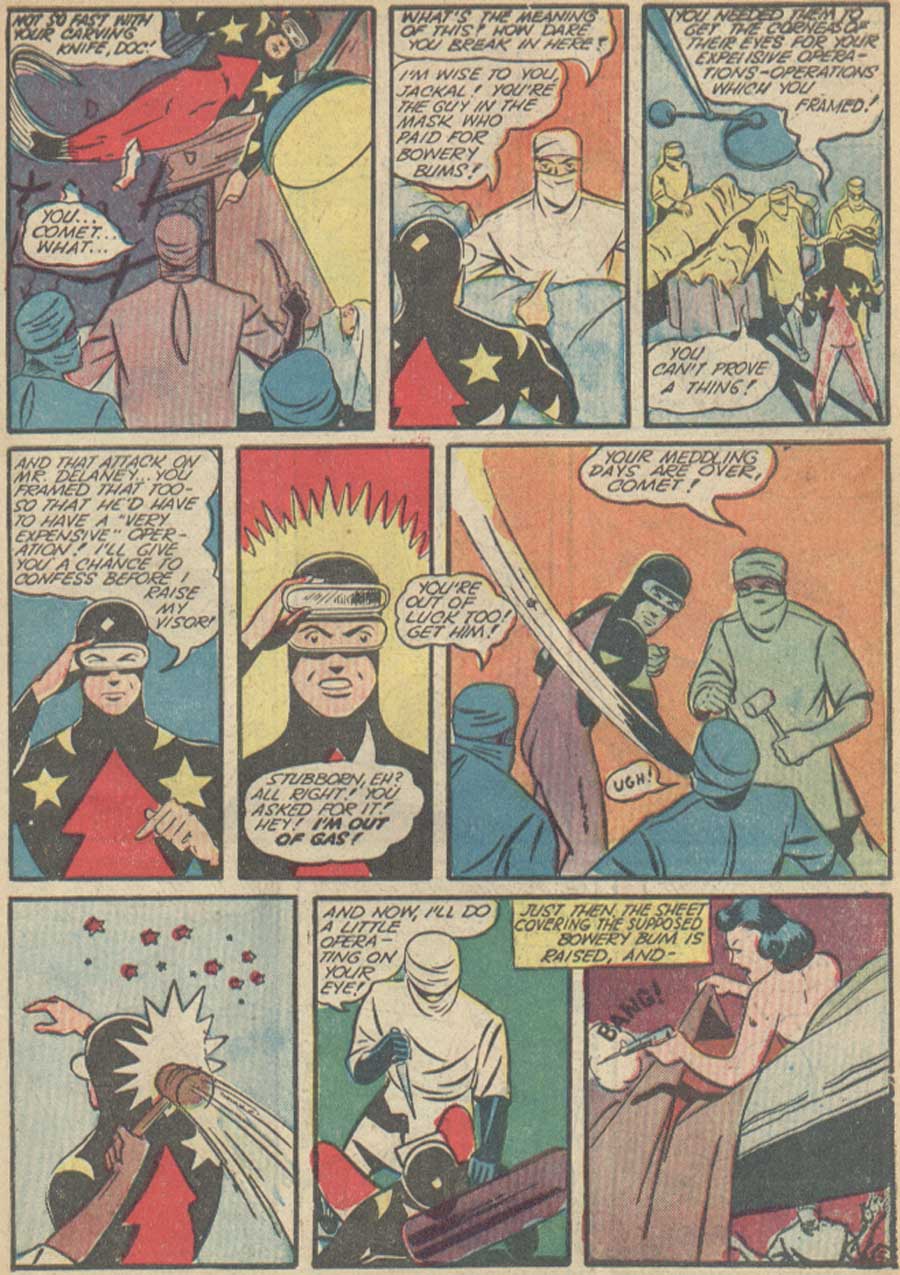 NOT SO FAST WITH
YOUR CARVING
KNIFE, DOC!
YOU...
COMET...
WHAT...
WHAT'S THE MEANING
OF THIS! HOW DARE
YOU BREAK IN HERE?
I'M WISE TO YOU,
JACKAL! YOU'RE
THE GUY IN THE
MASK WHO
PAID FOR
BOWERY
BUMS!
YOU NEEDED THEM TO
GET THE CORNEAS OF
THEIR EYES FOR YOUR
EXPEISIVE OPERA-
TIONS-OPERATIONS
WHICH YOU
FRAMED!
YOU
CAN'T PROVE
A THING!
AND THAT ATTACK ON
MR. DELANEY... YOU
FRAMED THAT TOO-
SO THAT HE'D HAVE
TO HAVE A "VERY
EXPENSIVE" OPER-
ATION! I'LL GIVE
YOU A CHANCE TO
CONFESS BEFORE I
RAISE
MY
VISOR!
STUBBORN, EH?
ALL RIGHT! YOU
ASKED FOR IT!
HEY! I'M OUT
OF GAS!
YOUR MEDDLING
DAYS ARE OVER,
COMET!
YOU'RE
OUT OF
LUCK TOO!
GET HIM!
UGH!
AND NOW, I'LL DO
A LITTLE
OPERA-
TING ON
YOUR
EYE!
JUST THEN, THE SHEET
COVERING THE SUPPOSED
BOWERY BUM IS
RAISED, AND-
BANG!